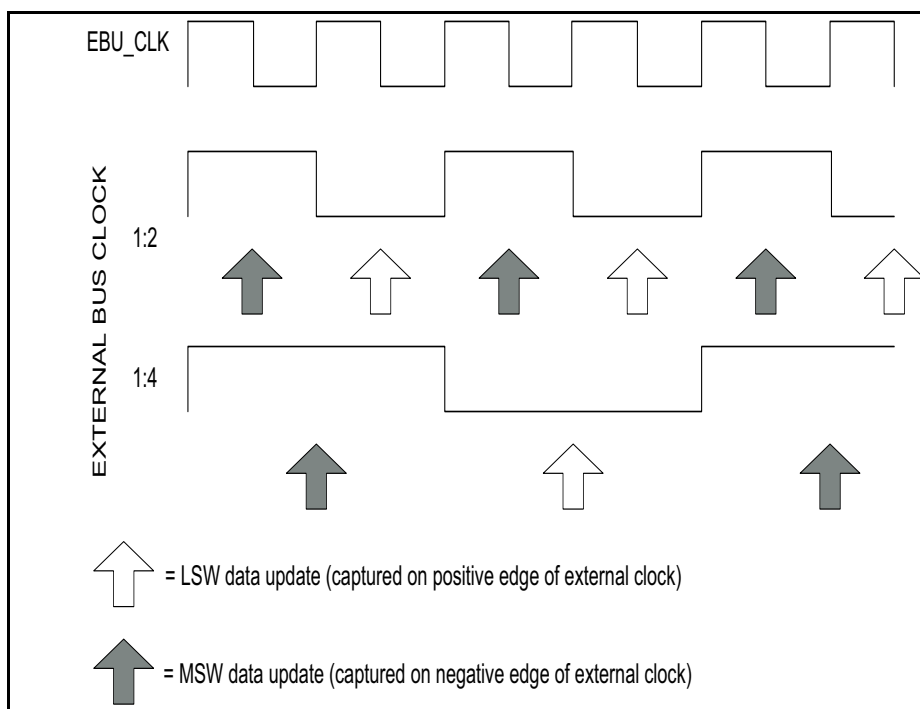 EBU_CLK
EXTERNAL BUS CLOCK
1:2
1:4
= LSW data update (captured on positive edge of external clock)
= MSW data update (captured on negative edge of external clock)